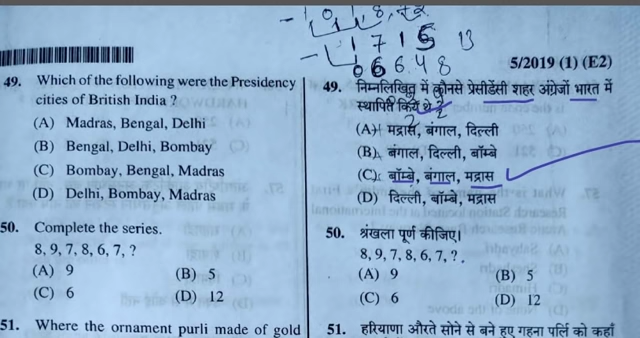 5/2019 (1) (E2)
49. Which of the following were the Presidency
cities of British India ?
(A) Madras, Bengal, Delhi
(B) Bengal, Delhi, Bombay
(C) Bombay, Bengal, Madras
(D) Delhi, Bombay, Madras
50. Complete the series.
8, 9, 7, 8, 6, 7, ?
(A) 9 (B) 5
(C) 6 (D) 12
51. Where the ornament purli made of gold
49. निम्नलिखित में कौनसे प्रेसीडेंसी शहर अंग्रेजों भारत में
स्थापित किये थे ?
(A) मद्रास, बंगाल, दिल्ली
(B) बंगाल, दिल्ली, बॉम्बे
(C) बॉम्बे, बंगाल, मद्रास
(D) दिल्ली, बॉम्बे, मद्रास
50. श्रंखला पूर्ण कीजिए।
8, 9, 7, 8, 6, 7, ?
(A) 9 (B) 5
(C) 6 (D) 12
51. हरियाणा औरते सोने से बने हुए गहना पर्लि को कहाँ